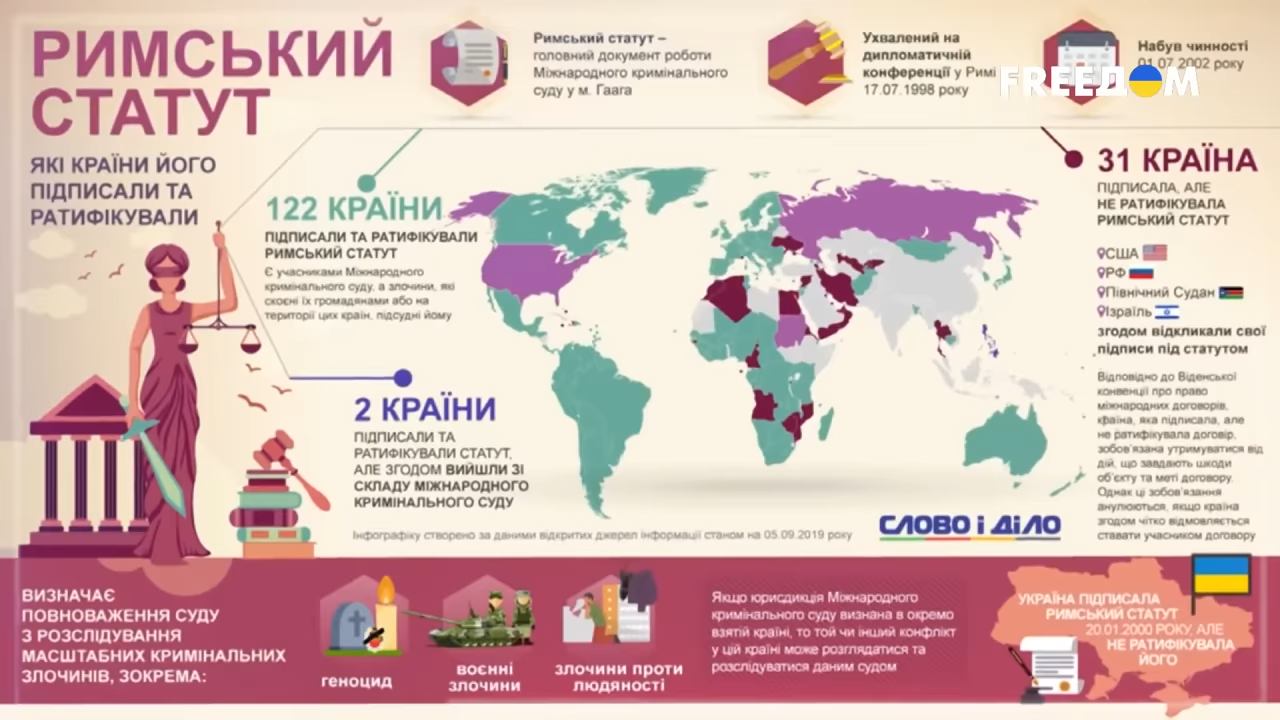 РИМСЬКИЙ
СТАТУТ
ЯКІ КРАЇНИ ЙОГО
ПІДПИСАЛИ ТА
РАТИФІКУВАЛИ
Римський статут –
головний документ роботи
Міжнародного кримінального
суду у м. Гаага
Ухвалений на
дипломатичній
конференції у Римі
17.07.1998 року
Набув чинності
01.07.2002 року
FREEДОМ
122 КРАЇНИ
ПІДПИСАЛИ ТА РАТИФІКУВАЛИ
РИМСЬКИЙ СТАТУТ
Є учасниками Міжнародного
кримінального суду, а злочини, які
скоєні їх громадянами або на
території цих країн, підсудні йому
2 КРАЇНИ
ПІДПИСАЛИ ТА
РАТИФІКУВАЛИ СТАТУТ,
АЛЕ ЗГОДОМ ВИЙШЛИ ЗІ
СКЛАДУ МІЖНАРОДНОГО
КРИМІНАЛЬНОГО СУДУ
31 КРАЇНА
ПІДПИСАЛА, АЛЕ
НЕ РАТИФІКУВАЛА
РИМСЬКИЙ СТАТУТ
США
РФ
Північний Судан
Ізраїль
згодом відкликали свої
підписи під статутом
Відповідно до Віденської
конвенції про право
міжнародних договорів,
країна, яка підписала, але
не ратифікувала договір,
зобов'язана утримуватися від
дій, що завдають шкоди
об'єкту та меті договору.
Однак ці зобов'язання
анулюються, якщо країна
згодом чітко відмовляється
ставати учасником договору
Інфографіку створено за даними відкритих джерел інформації станом на 05.09.2019 року
СЛОВО і ДіЛО
ВИЗНАЧАЄ
ПОВНОВАЖЕННЯ СУДУ
З РОЗСЛІДУВАННЯ
МАСШТАБНИХ КРИМІНАЛЬНИХ
ЗЛОЧИНІВ, ЗОКРЕМА:
геноцид
воєнні
злочини
злочини проти
людяності
Якщо юрисдикція Міжнародного
кримінального суду визнана в окремо
взятій країні, то той чи інший конфлікт
у цій країні може розглядатися та
розслідуватися даним судом
УКРАЇНА ПІДПИСАЛА
РИМСЬКИЙ СТАТУТ
20.01.2000 РОКУ, АЛЕ
НЕ РАТИФІКУВАЛА
ЙОГО